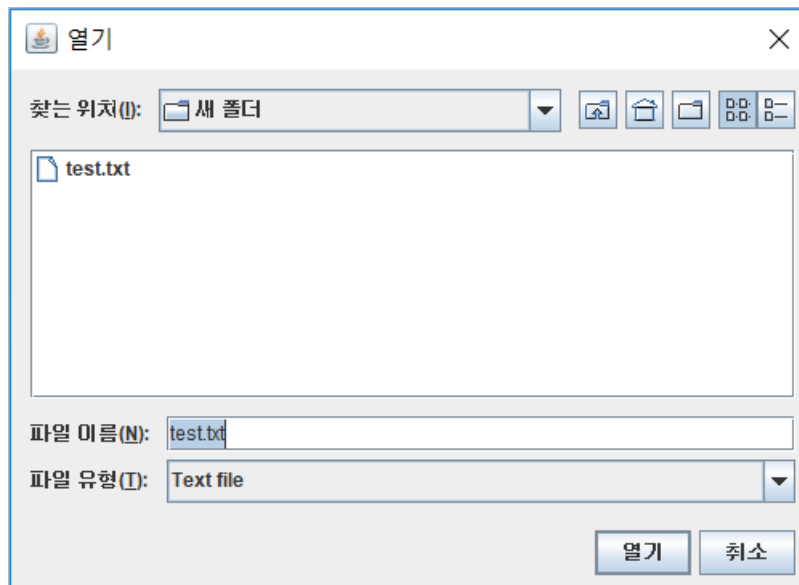 열기
찾는 위치(I): 새 폴더
test.txt
파일 이름(N): test.txt
파일 유형(T): Text file
열기 취소